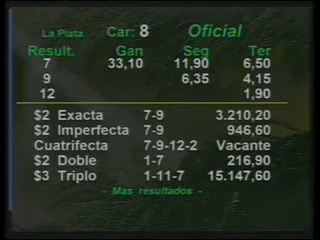 La Plata Car: 8 Oficial
Result. Gan Seg Ter
7 33,10 11,90 6,50
9 6,35 4,15
12 1,90
$2 Exacta 7-9 3.210,20
$2 Imperfecta 7-9 946,60
Cuatrifecta 7-9-12-2 Vacante
$2 Doble 1-7 216,90
$3 Triplo 1-11-7 15.147,60
- Mas resultados -